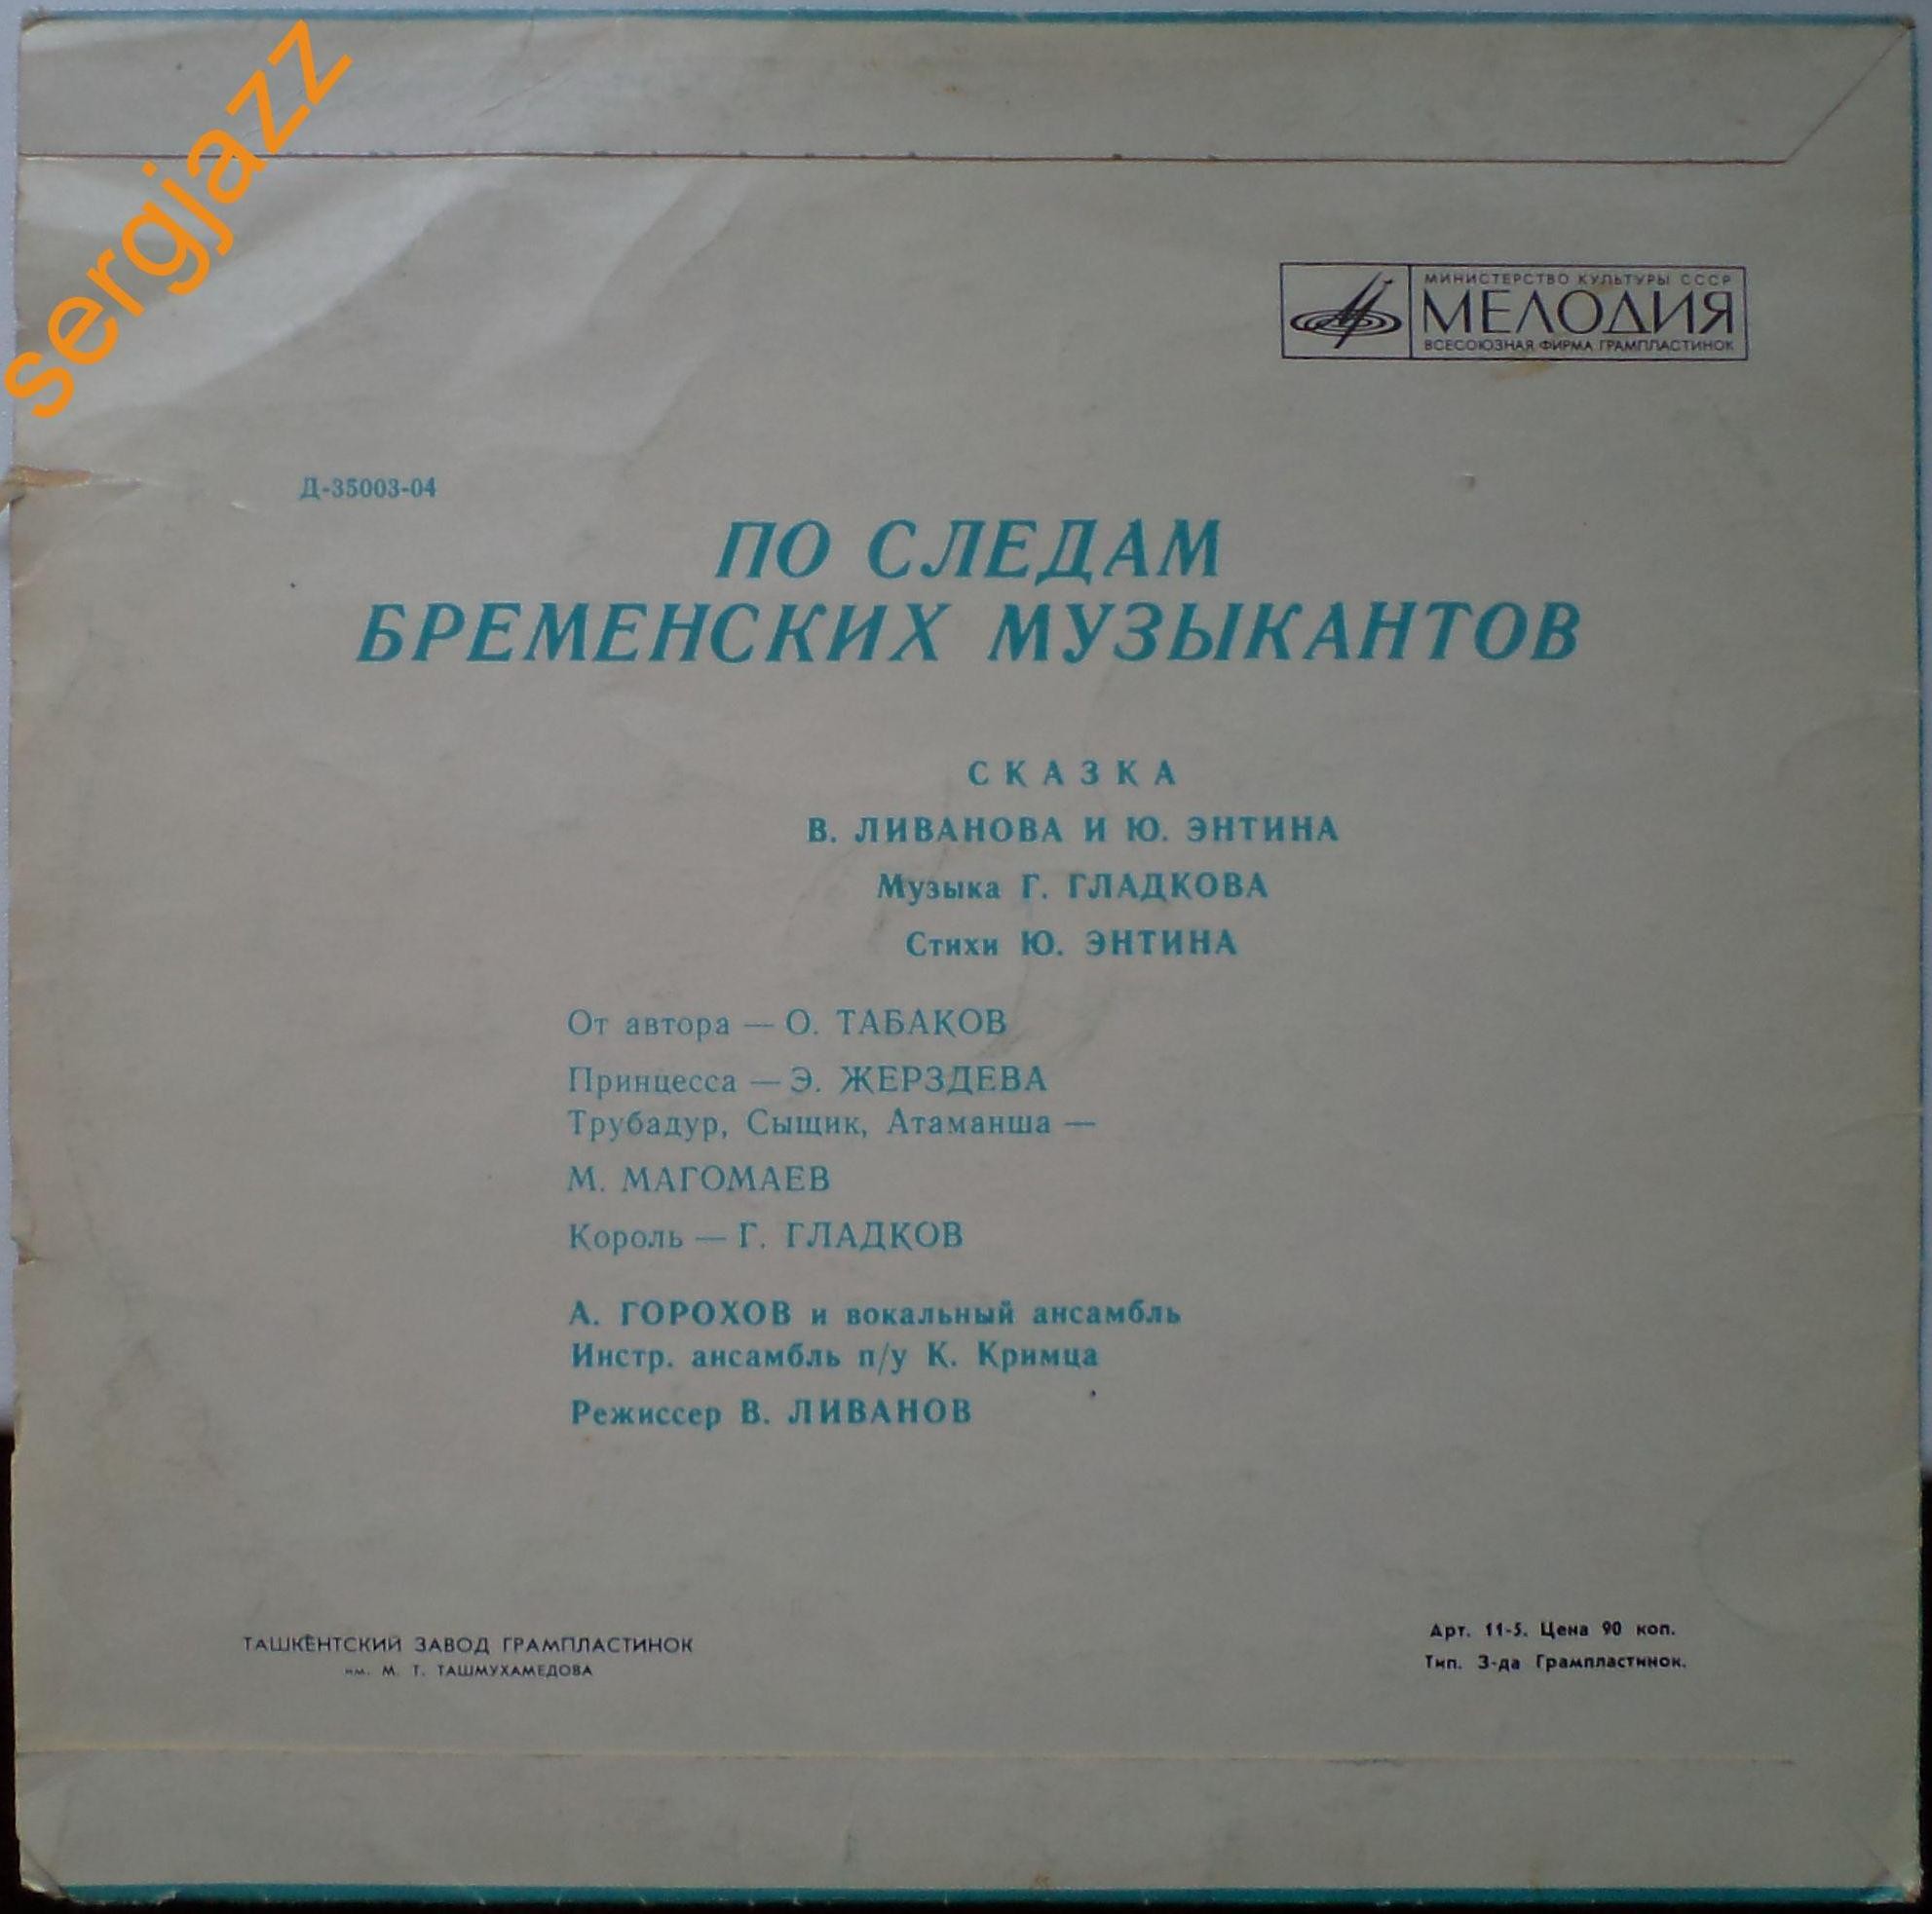 sergjazz
МИНИСТЕРСТВО КУЛЬТУРЫ СССР
МЕЛОДИЯ
ВСЕСОЮЗНАЯ ФИРМА ГРАМПЛАСТИНОК
Д-35003-04
ПО СЛЕДАМ
БРЕМЕНСКИХ МУЗЫКАНТОВ
СКАЗКА
В. ЛИВАНОВА И Ю. ЭНТИНА
Музыка Г. ГЛАДКОВА
Стихи Ю. ЭНТИНА
От автора — О. ТАБАКОВ
Принцесса — Э. ЖЕРЗДЕВА
Трубадур, Сыщик, Атаманша —
М. МАГОМАЕВ
Король — Г. ГЛАДКОВ
А. ГОРОХОВ и вокальный ансамбль
Инстр. ансамбль п/у К. Кримца
Режиссер В. ЛИВАНОВ
ТАШКЕНТСКИЙ ЗАВОД ГРАМПЛАСТИНОК
им. М. Т. ТАШМУХАМЕДОВА
Арт. 11-5. Цена 90 коп.
Тип. З-да Грампластинок.